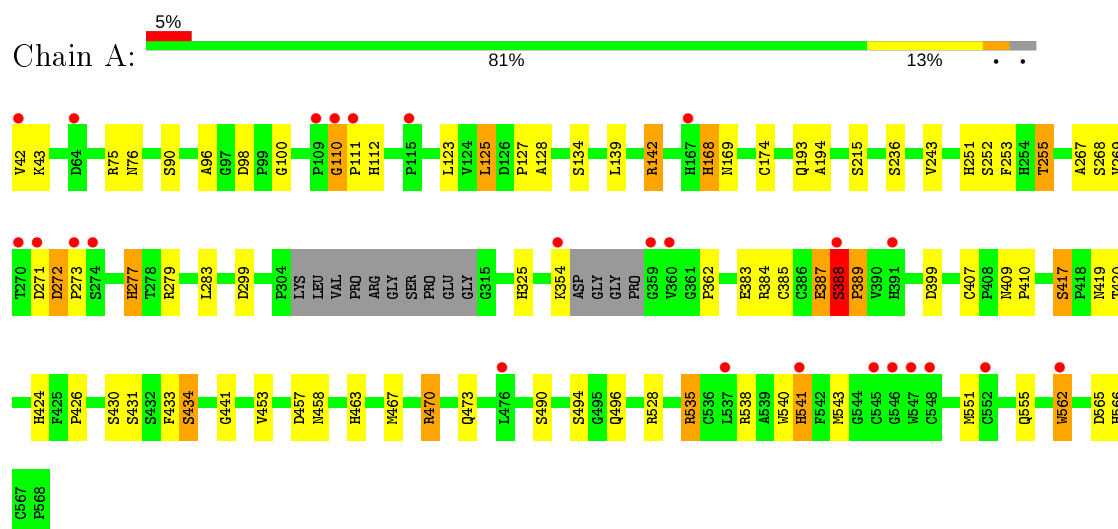 5%
Chain A:
81% 13% • •
V42 K43 D64 R75 N76 S90 A96 G97 D98 P99 G100 P109 G110 P111 H112 P115 L123 V124 L125 D126 P127 A128 S134 L139 R142 H167 H168 N169 C174 Q193 A194 S215 S236 V243 H251 S252 F253 H254 T255 A267 S268 V269
T270 D271 D272 P273 S274 H277 T278 R279 L283 D299 P304 LYS LEU VAL PRO ARG GLY SER PRO GLU GLY G315 H325 K354 ASP GLY GLY PRO G359 V360 G361 P362 E383 R384 C385 C386 E387 S388 P389 V390 H391 D399 C407 P408 N409 P410 S417 P418 N419 T420
H424 F425 P426 S430 S431 S432 F433 S434 G441 V453 D457 N458 H463 M467 R470 Q473 L476 S490 S494 G495 Q496 R528 R535 C536 L537 R538 A539 W540 H541 F542 M543 G544 C545 G546 W547 C548 M551 C552 Q555 W562 D565 H566
C567 P568